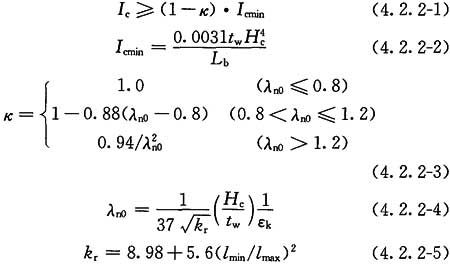 I_c ≥ (1−κ) · I_cmin (4.2.2-1)
I_cmin = 0.0031t_w H_c^4 / L_b (4.2.2-2)
κ = { 1.0 (λ_n0 ≤ 0.8)
1−0.88(λ_n0−0.8) (0.8 < λ_n0 ≤ 1.2)
0.94/λ_n0^2 (λ_n0 > 1.2)
(4.2.2-3)
λ_n0 = 1 / (37 √k_r) (H_c / t_w) 1 / ε_k (4.2.2-4)
k_r = 8.98+5.6(l_min/l_max)^2 (4.2.2-5)